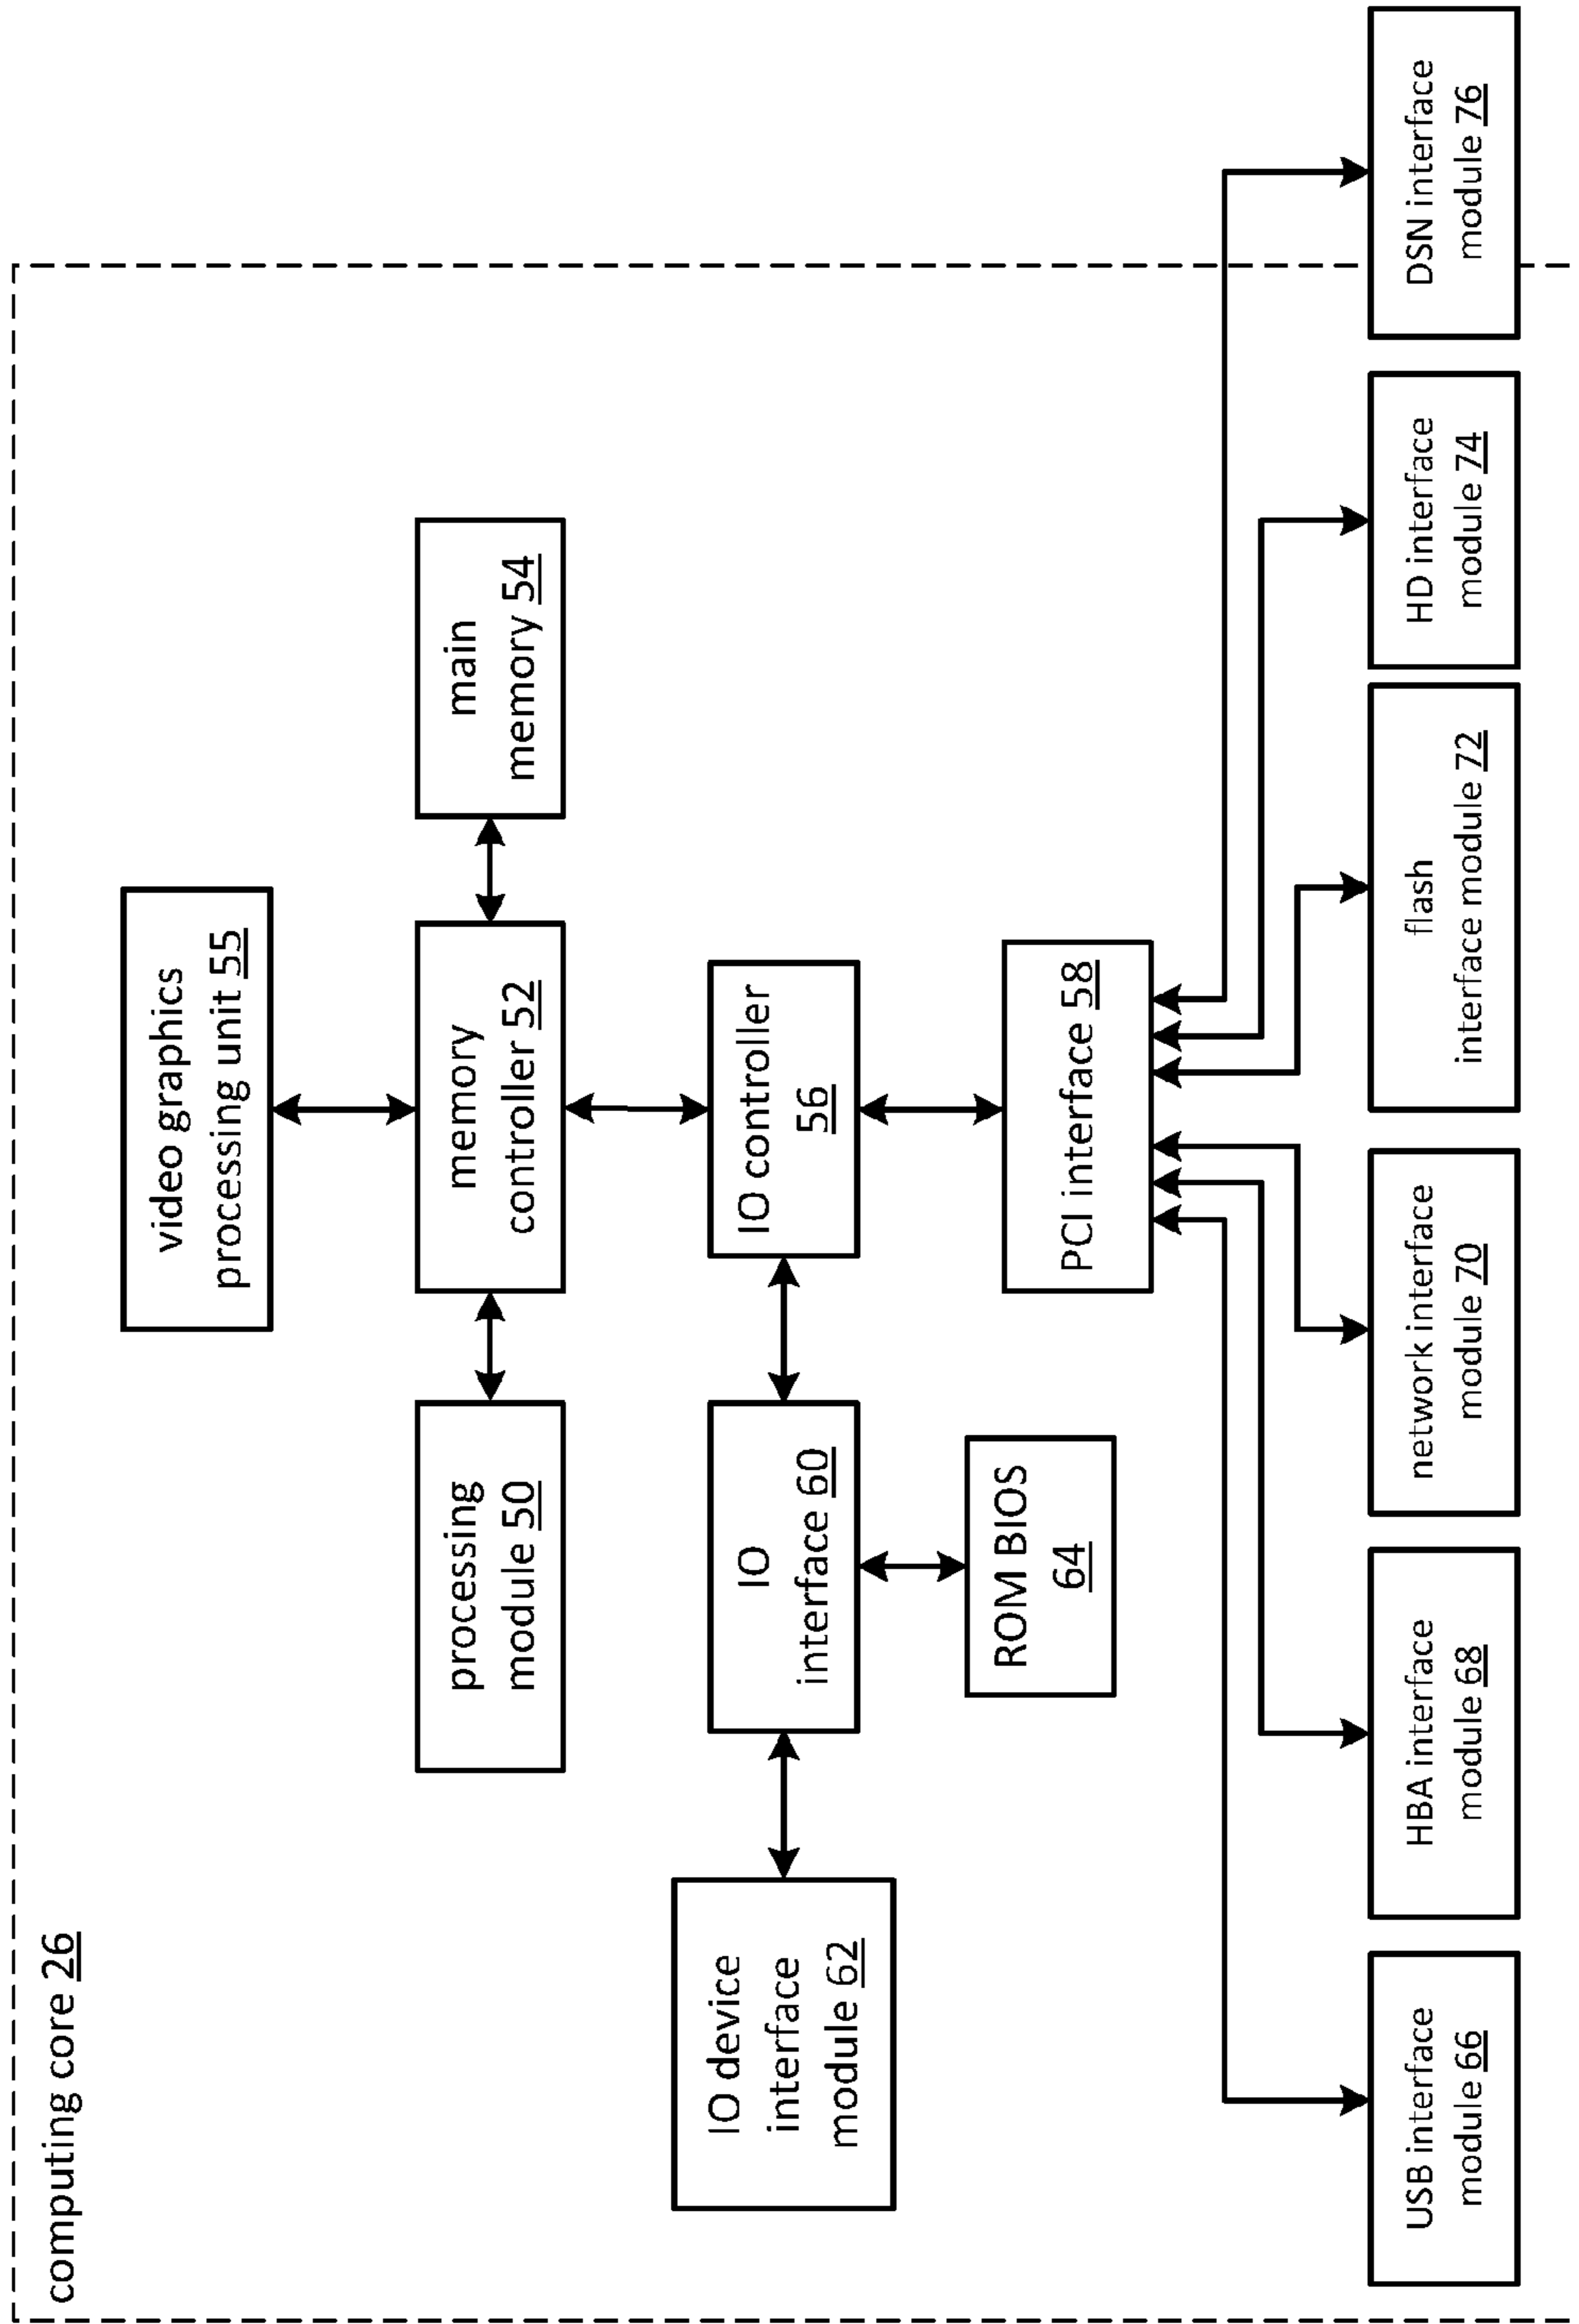 computing core 26
video graphics
processing unit 55
processing
module 50
memory
controller 52
main
memory 54
IO device
interface
module 62
IO
interface 60
IO controller
56
ROM BIOS
64
PCI interface 58
USB interface
module 66
HBA interface
module 68
network interface
module 70
flash
interface module 72
HD interface
module 74
DSN interface
module 76